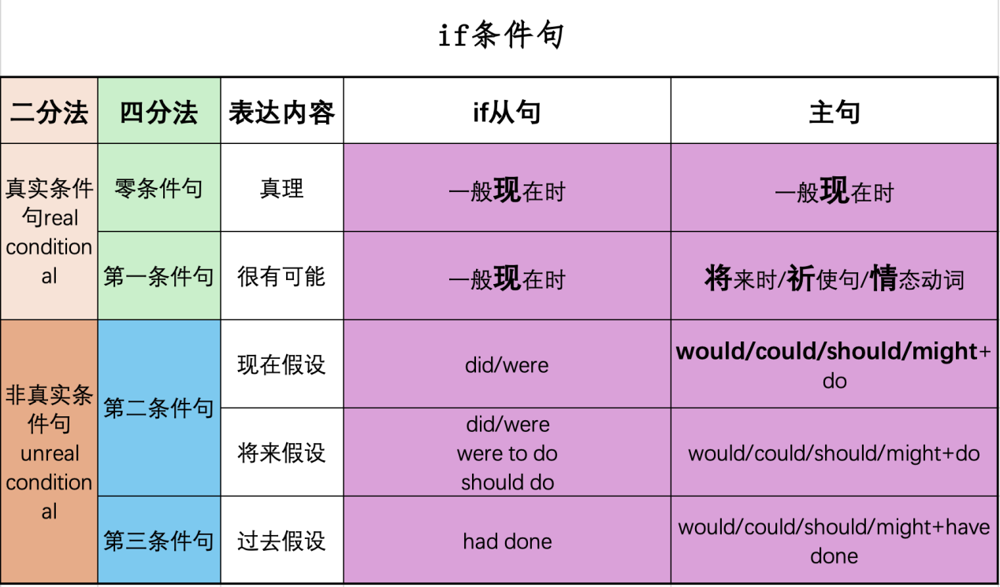 if条件句
二分法 四分法 表达内容 if从句 主句
真实条件
句real
condition
al
零条件句 真理 一般现在时 一般现在时
第一条件句 很有可能 一般现在时 将来时/祈使句/情态动词
非真实条
件句
unreal
condition
al
第二条件句
现在假设 did/were
would/could/should/might+
do
将来假设
did/were
were to do
should do
would/could/should/might+do
第三条件句 过去假设 had done
would/could/should/might+have
done